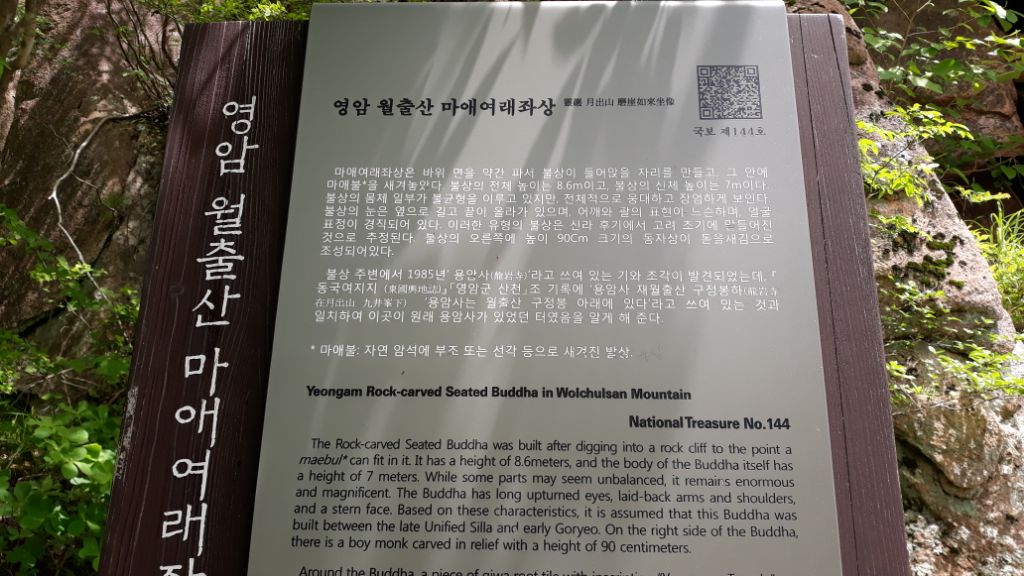 영암 월출산 마애여래좌
영암 월출산 마애여래좌상 靈巖 月出山 磨崖如來坐像
국보 제144호
마애여래좌상은 바위 면을 약간 파서 불상이 들어앉을 자리를 만들고, 그 안에
마애불*을 새겨놓았다. 불상의 전체 높이는 8.6m이고, 불상의 신체 높이는 7m이다.
불상의 몸체 일부가 불균형을 이루고 있지만, 전체적으로 웅대하고 장엄하게 보인다.
불상의 눈은 옆으로 길고 끝이 올라가 있으며, 어깨와 팔의 표현이 느슨하며, 얼굴
표정이 경직되어 있다. 이러한 유형의 불상은 신라 후기에서 고려 초기에 만들어진
것으로 추정된다. 불상의 오른쪽에 높이 90Cm 크기의 동자상이 돋을새김으로
조성되어있다.
불상 주변에서 1985년' 용암사(龍岩寺)'라고 쓰여 있는 기와 조각이 발견되었는데, 『
동국여지지 (東國輿地誌)』「영암군 산천」조 기록에 '용암사 재월출산 구정봉하(龍岩寺
在月出山 九井峯下) '용암사는 월출산 구정봉 아래에 있다'라고 쓰여 있는 것과
일치하여 이곳이 원래 용암사가 있었던 터였음을 알게 해 준다.
* 마애불: 자연 암석에 부조 또는 선각 등으로 새겨진 발상.
Yeongam Rock-carved Seated Buddha in Wolchulsan Mountain
National Treasure No.144
The Rock-carved Seated Buddha was built after digging into a rock cliff to the point a
maebul* can fit in it. It has a height of 8.6meters, and the body of the Buddha itself has
a height of 7 meters. While some parts may seem unbalanced, it remains enormous
and magnificent. The Buddha has long upturned eyes, laid-back arms and shoulders,
and a stern face. Based on these characteristics, it is assumed that this Buddha was
built between the late Unified Silla and early Goryeo. On the right side of the Buddha,
there is a boy monk carved in relief with a height of 90 centimeters.
Around the Buddha, a piece of giwa roof tile with inscription